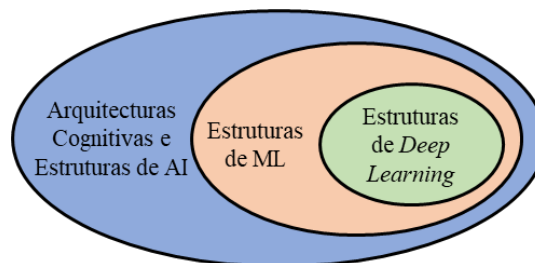 Arquitecturas
Cognitivas e
Estruturas de AI
Estruturas
de ML
Estruturas
de Deep
Learning